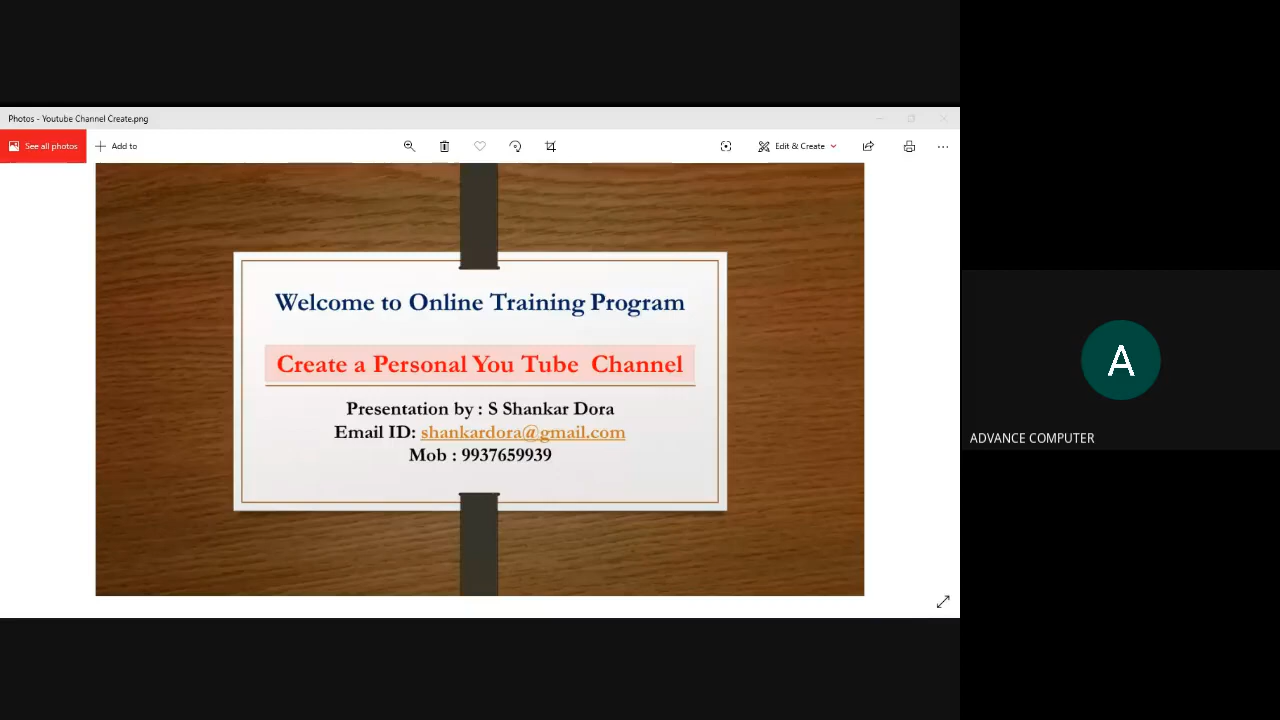 Photos - Youtube Channel Create.png
See all photos
Add to
Edit & Create
Welcome to Online Training Program
Create a Personal You Tube Channel
Presentation by : S Shankar Dora
Email ID: shankardora@gmail.com
Mob : 9937659939
A
ADVANCE COMPUTER